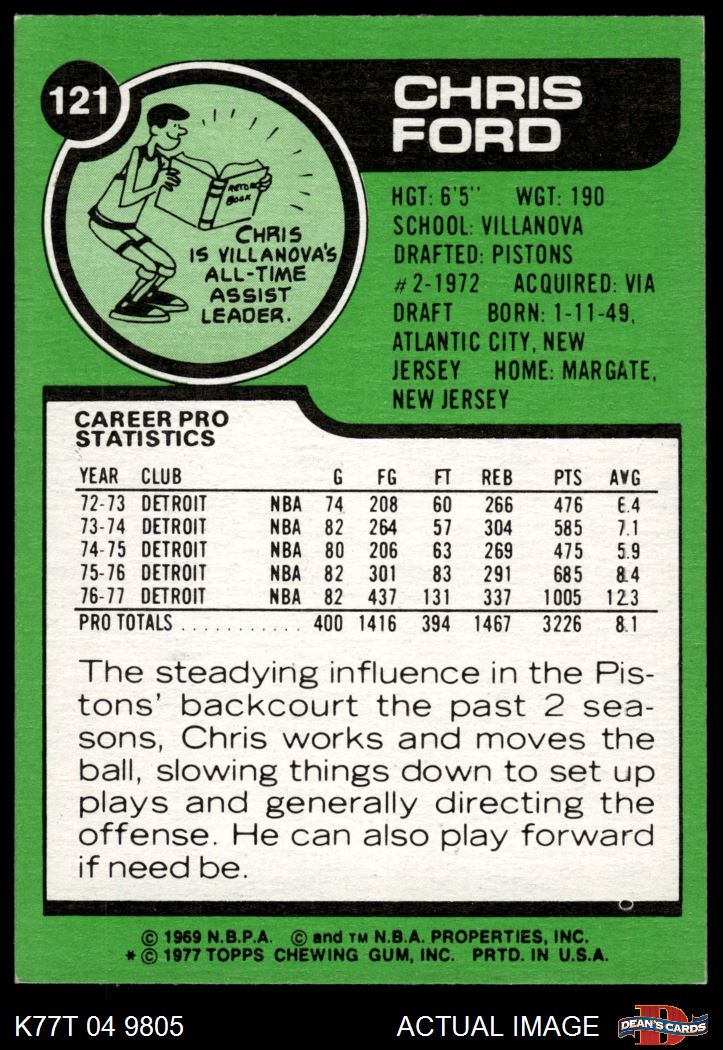 121
CHRIS
FORD
RECORD
BOOK
CHRIS
IS VILLANOVA'S
ALL-TIME
ASSIST
LEADER.
HGT: 6'5" WGT: 190
SCHOOL: VILLANOVA
DRAFTED: PISTONS
#2-1972 ACQUIRED: VIA
DRAFT BORN: 1-11-49,
ATLANTIC CITY, NEW
JERSEY HOME: MARGATE,
NEW JERSEY
CAREER PRO
STATISTICS
YEAR CLUB G FG FT REB PTS AVG
72-73 DETROIT NBA 74 208 60 266 476 6.4
73-74 DETROIT NBA 82 264 57 304 585 7.1
74-75 DETROIT NBA 80 206 63 269 475 5.9
75-76 DETROIT NBA 82 301 83 291 685 8.4
76-77 DETROIT NBA 82 437 131 337 1005 12.3
PRO TOTALS . . . . . . . . . . . 400 1416 394 1467 3226 8.1
The steadying influence in the Pis-
tons' backcourt the past 2 sea-
sons, Chris works and moves the
ball, slowing things down to set up
plays and generally directing the
offense. He can also play forward
if need be.
© 1969 N.B.P.A. © and TM N.B.A. PROPERTIES, INC.
* © 1977 TOPPS CHEWING GUM, INC. PRTD. IN U.S.A.
K77T 04 9805 ACTUAL IMAGE D DEAN'S CARDS